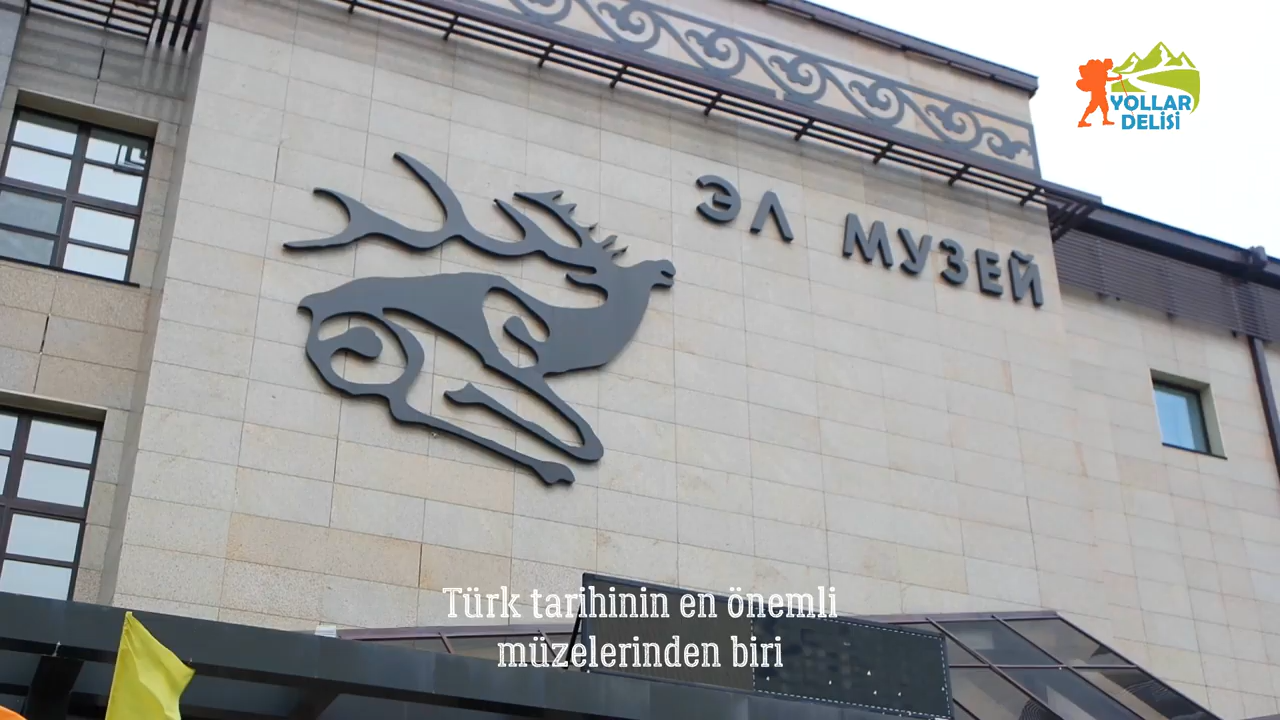 YOLLAR
DELİSİ
ЭЛ МУЗЕЙ
Türk tarihinin en önemli
müzelerinden biri